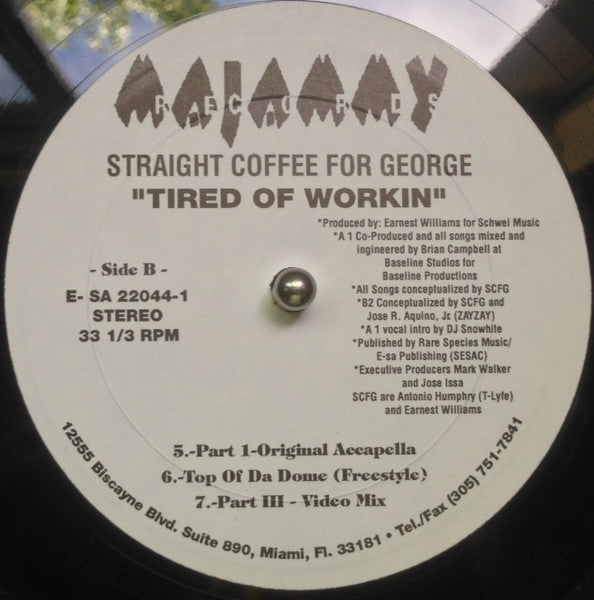 MAJAMMY
RECORDS
STRAIGHT COFFEE FOR GEORGE
"TIRED OF WORKIN"
*Produced by: Earnest Williams for Schwei Music
*A 1 Co-Produced and all songs mixed and
ingineered by Brian Campbell at
Baseline Studios for
Baseline Productions
*All Songs conceptualized by SCFG
*B2 Conceptualized by SCFG and
Jose R. Aquino, Jr. (ZAYZAY)
*A 1 vocal intro by DJ Snowhite
*Published by Rare Species Music/
E-sa Publishing (SESAC)
*Executive Producers Mark Walker
and Jose Issa
SCFG are Antonio Humphry (T-Lyfe)
and Earnest Williams
- Side B -
E- SA 22044-1
STEREO
33 1/3 RPM
5.-Part 1-Original Accapella
6.-Top Of Da Dome (Freestyle)
7.-Part III - Video Mix
12555 Biscayne Blvd. Suite 890, Miami, Fl. 33181 • Tel./Fax (305) 751-7841